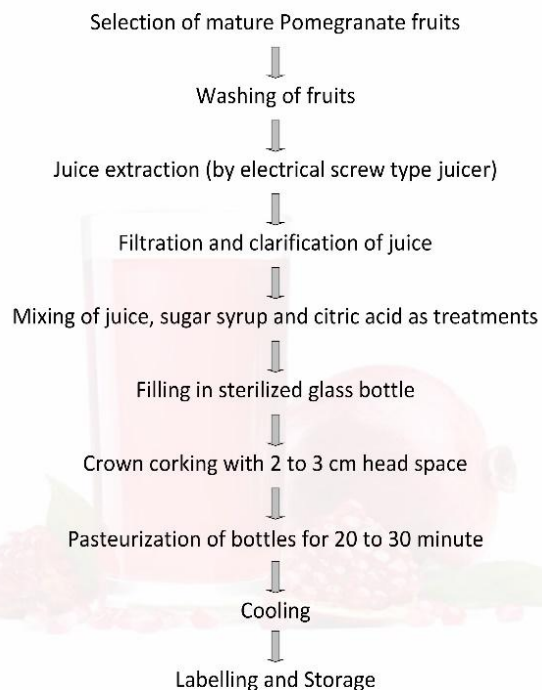 Selection of mature Pomegranate fruits
Washing of fruits
Juice extraction (by electrical screw type juicer)
Filtration and clarification of juice
Mixing of juice, sugar syrup and citric acid as treatments
Filling in sterilized glass bottle
Crown corking with 2 to 3 cm head space
Pasteurization of bottles for 20 to 30 minute
Cooling
Labelling and Storage